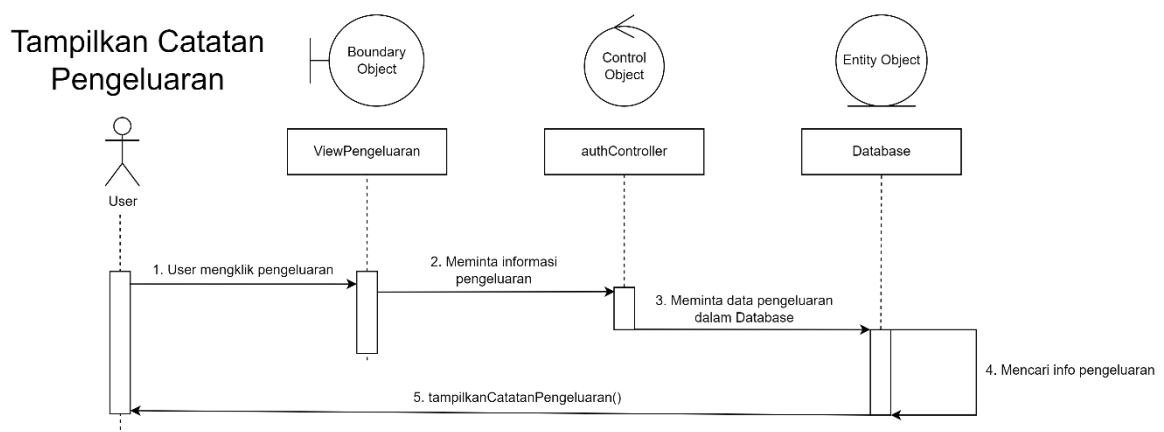 Tampilkan Catatan
Pengeluaran
Boundary
Object
Control
Object
Entity Object
User
ViewPengeluaran
authController
Database
1. User mengklik pengeluaran
2. Meminta informasi
pengeluaran
3. Meminta data pengeluaran
dalam Database
4. Mencari info pengeluaran
5. tampilkanCatatanPengeluaran()